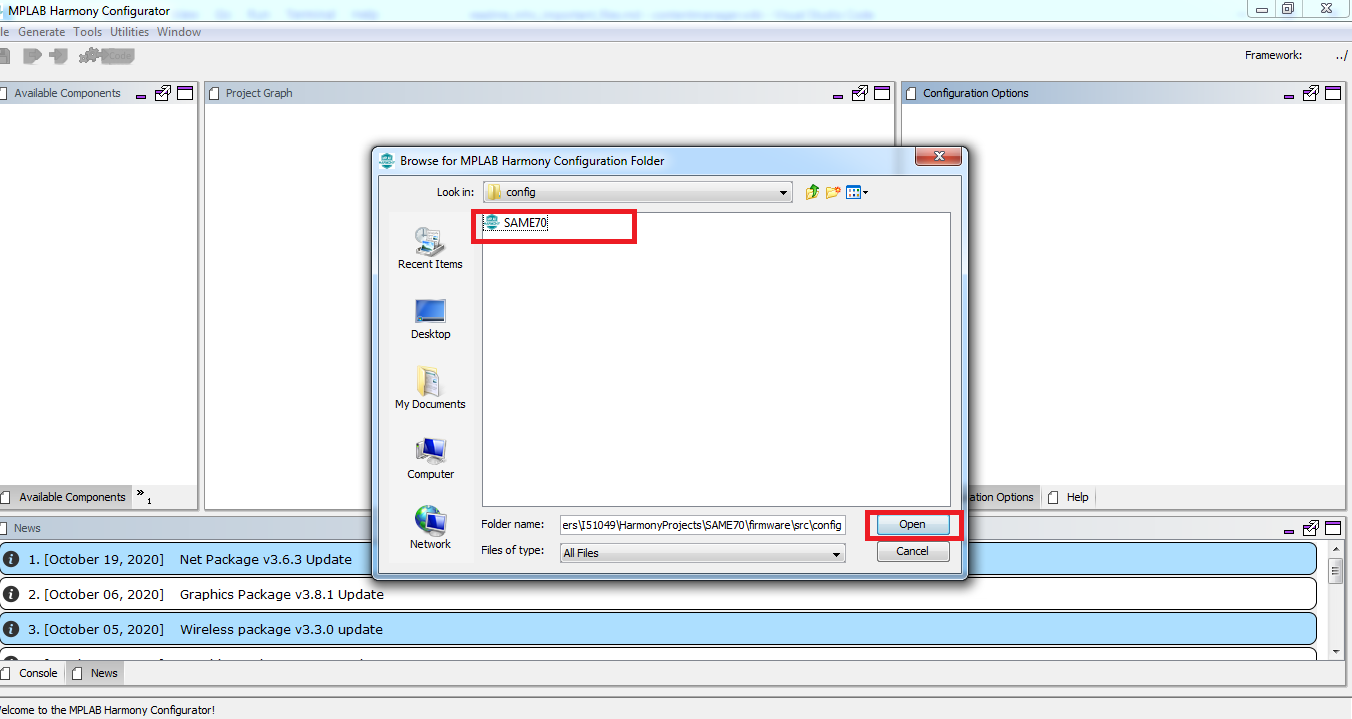 MPLAB Harmony Configurator
le Generate Tools Utilities Window
Code
Framework: ../
Available Components
Project Graph
Configuration Options
Browse for MPLAB Harmony Configuration Folder
Look in: config
SAME70
Recent Items
Desktop
My Documents
Computer
Network
Folder name: ers\I51049\HarmonyProjects\SAME70\firmware\src\config
Open
Files of type: All Files
Cancel
Available Components
» 1
ation Options
Help
News
1. [October 19, 2020] Net Package v3.6.3 Update
2. [October 06, 2020] Graphics Package v3.8.1 Update
3. [October 05, 2020] Wireless package v3.3.0 update
Console
News
elcome to the MPLAB Harmony Configurator!